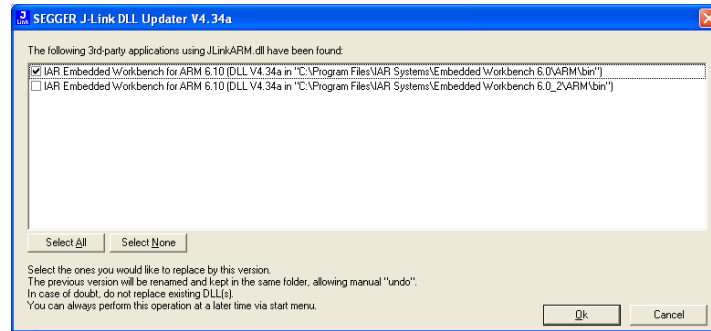 J Link SEGGER J-Link DLL Updater V4.34a
The following 3rd-party applications using JLinkARM.dll have been found:
IAR Embedded Workbench for ARM 6.10 (DLL V4.34a in "C:\Program Files\IAR Systems\Embedded Workbench 6.0\ARM\bin")
IAR Embedded Workbench for ARM 6.10 (DLL V4.34a in "C:\Program Files\IAR Systems\Embedded Workbench 6.0_2\ARM\bin")
Select All Select None
Select the ones you would like to replace by this version.
The previous version will be renamed and kept in the same folder, allowing manual "undo".
In case of doubt, do not replace existing DLL(s).
You can always perform this operation at a later time via start menu.
Ok Cancel